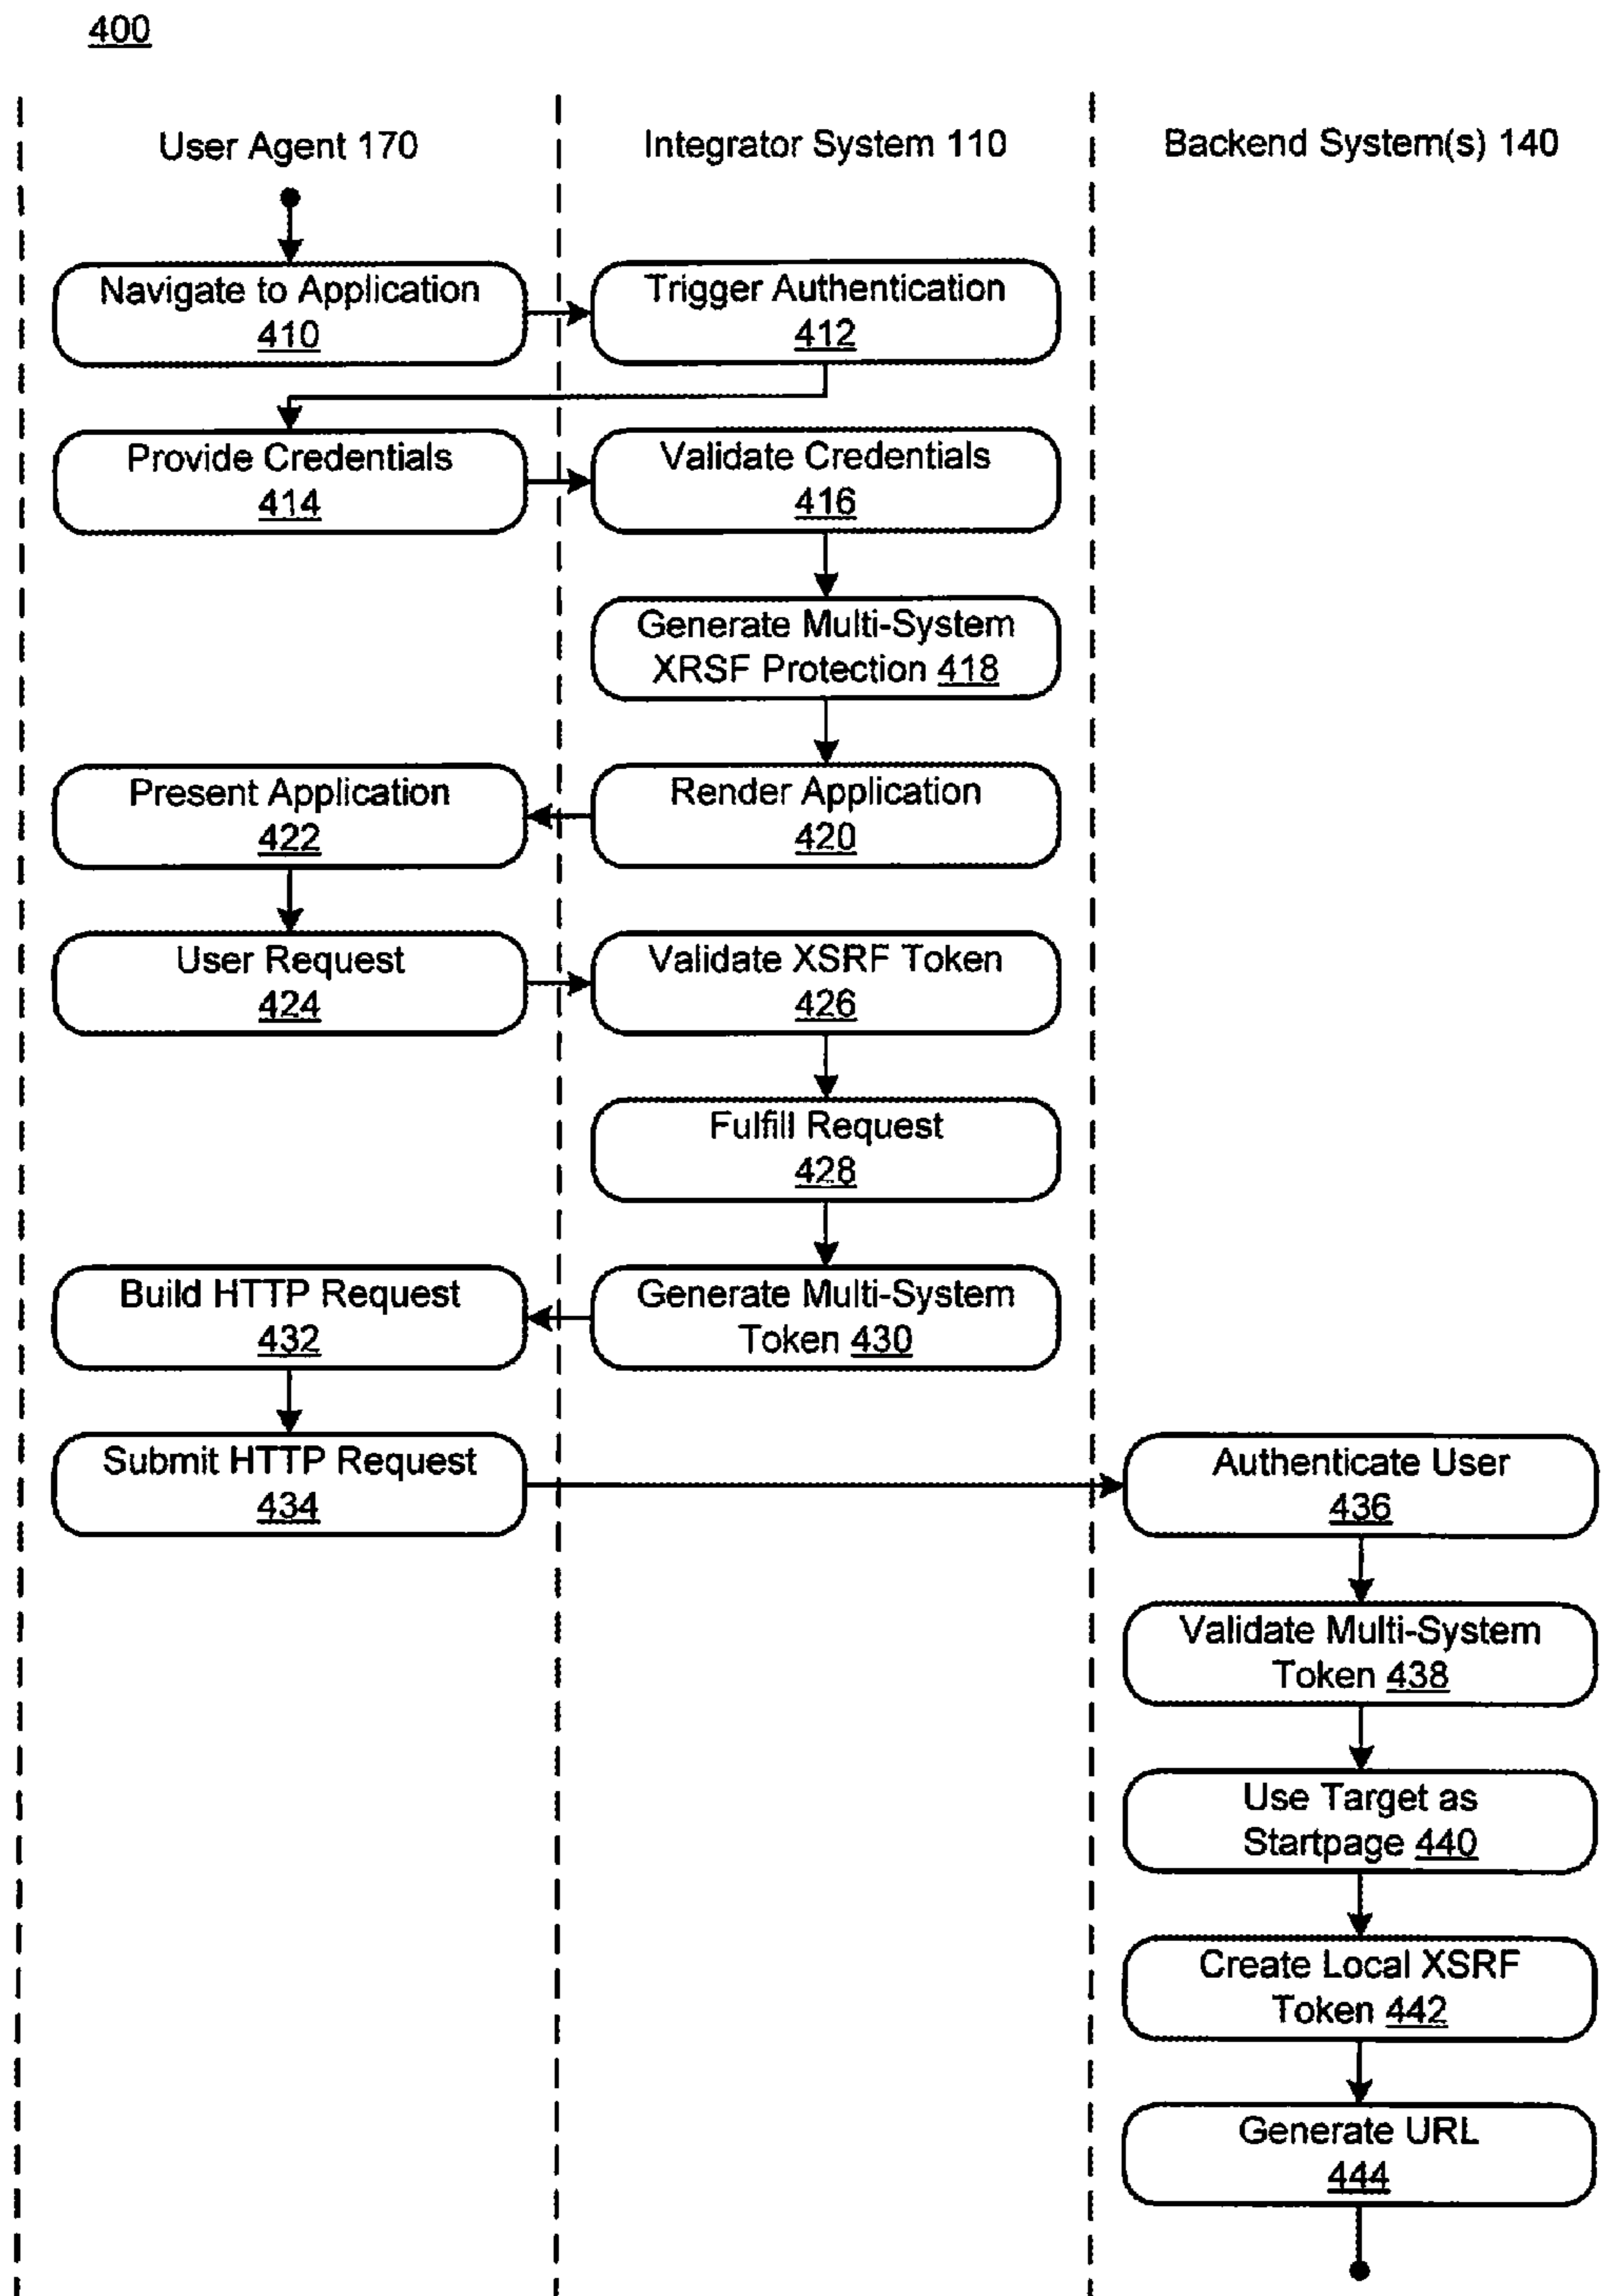 400
User Agent 170
Integrator System 110
Backend System(s) 140
Navigate to Application
410
Trigger Authentication
412
Provide Credentials
414
Validate Credentials
416
Generate Multi-System
XRSF Protection 418
Render Application
420
Present Application
422
User Request
424
Validate XSRF Token
426
Fulfill Request
428
Generate Multi-System
Token 430
Build HTTP Request
432
Submit HTTP Request
434
Authenticate User
436
Validate Multi-System
Token 438
Use Target as
Startpage 440
Create Local XSRF
Token 442
Generate URL
444